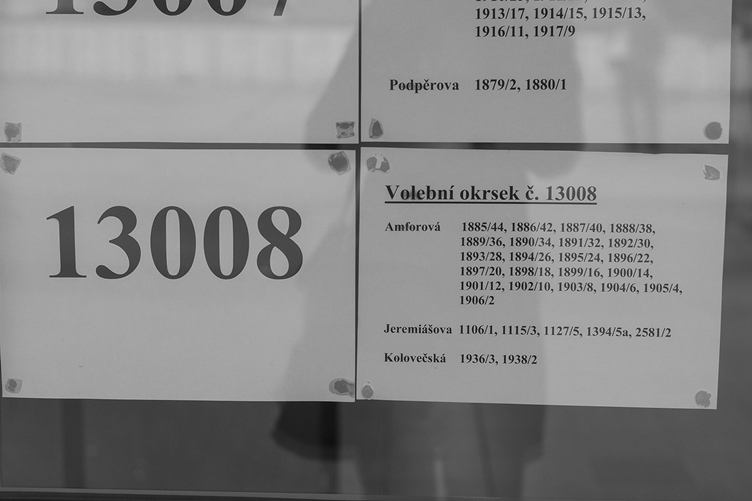 1913/17, 1914/15, 1915/13,
1916/11, 1917/9
Podpěrova 1879/2, 1880/1
13008
Volební okrsek č. 13008
Amforová 1885/44, 1886/42, 1887/40, 1888/38,
1889/36, 1890/34, 1891/32, 1892/30,
1893/28, 1894/26, 1895/24, 1896/22,
1897/20, 1898/18, 1899/16, 1900/14,
1901/12, 1902/10, 1903/8, 1904/6, 1905/4,
1906/2
Jeremiášova 1106/1, 1115/3, 1127/5, 1394/5a, 2581/2
Kolovečská 1936/3, 1938/2